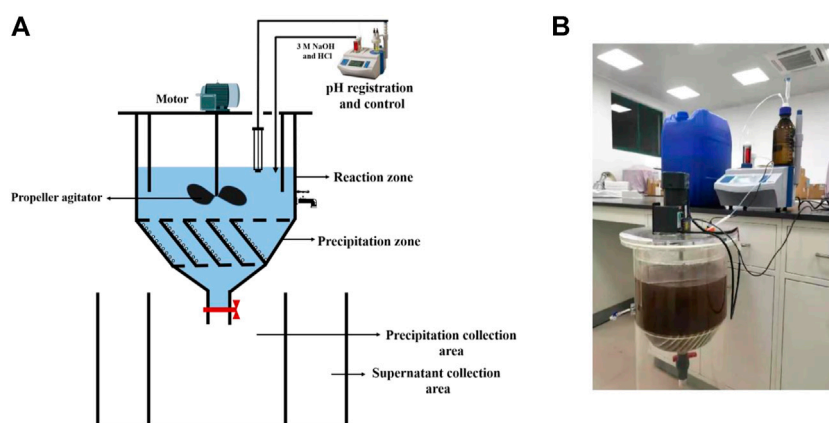 A
B
3 M NaOH
and HCl
pH registration
and control
Motor
Reaction zone
Propeller agitator
Precipitation zone
Precipitation collection
area
Supernatant collection
area